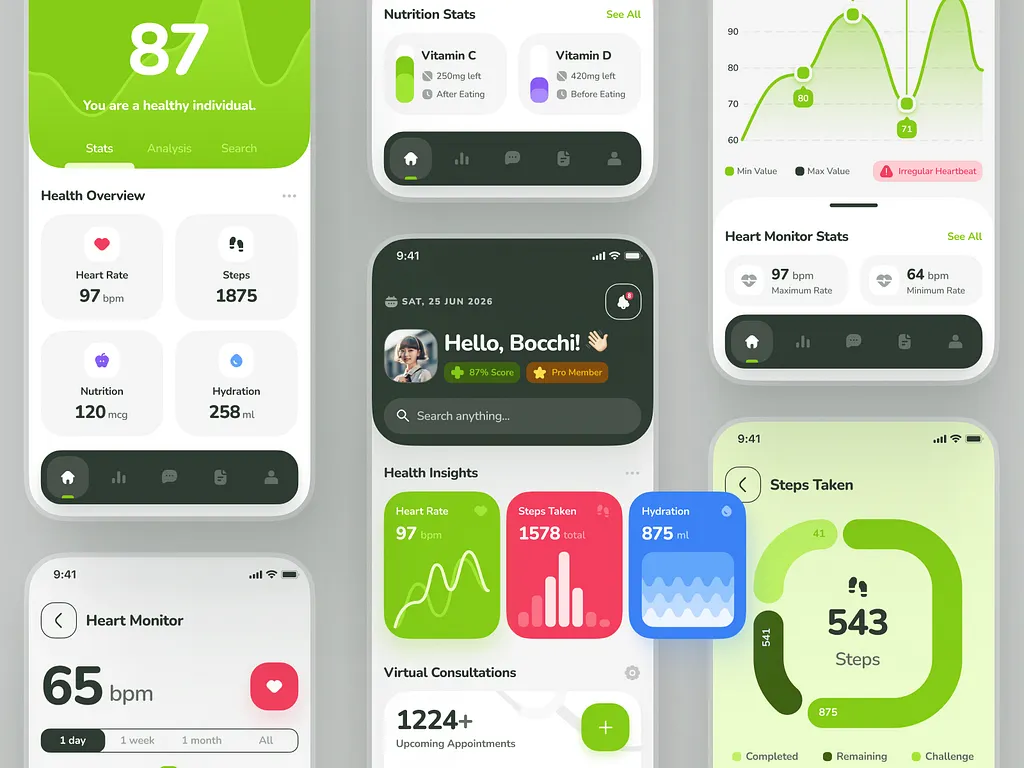 87
You are a healthy individual.
Stats
Analysis
Search
Health Overview
Heart Rate
97 bpm
Steps
1875
Nutrition
120 mcg
Hydration
258 ml
9:41
Heart Monitor
65 bpm
1 day
1 week
1 month
All
Nutrition Stats
See All
Vitamin C
250mg left
After Eating
Vitamin D
420mg left
Before Eating
9:41
SAT, 25 JUN 2026
8
Hello, Bocchi! 👋
87% Score
Pro Member
Search anything...
Health Insights
Heart Rate
97 bpm
Steps Taken
1578 total
Hydration
875 ml
Virtual Consultations
1224+
Upcoming Appointments
90
80
70
60
80
71
Min Value
Max Value
Irregular Heartbeat
Heart Monitor Stats
See All
97 bpm
Maximum Rate
64 bpm
Minimum Rate
9:41
Steps Taken
41
541
543
Steps
875
Completed
Remaining
Challenge